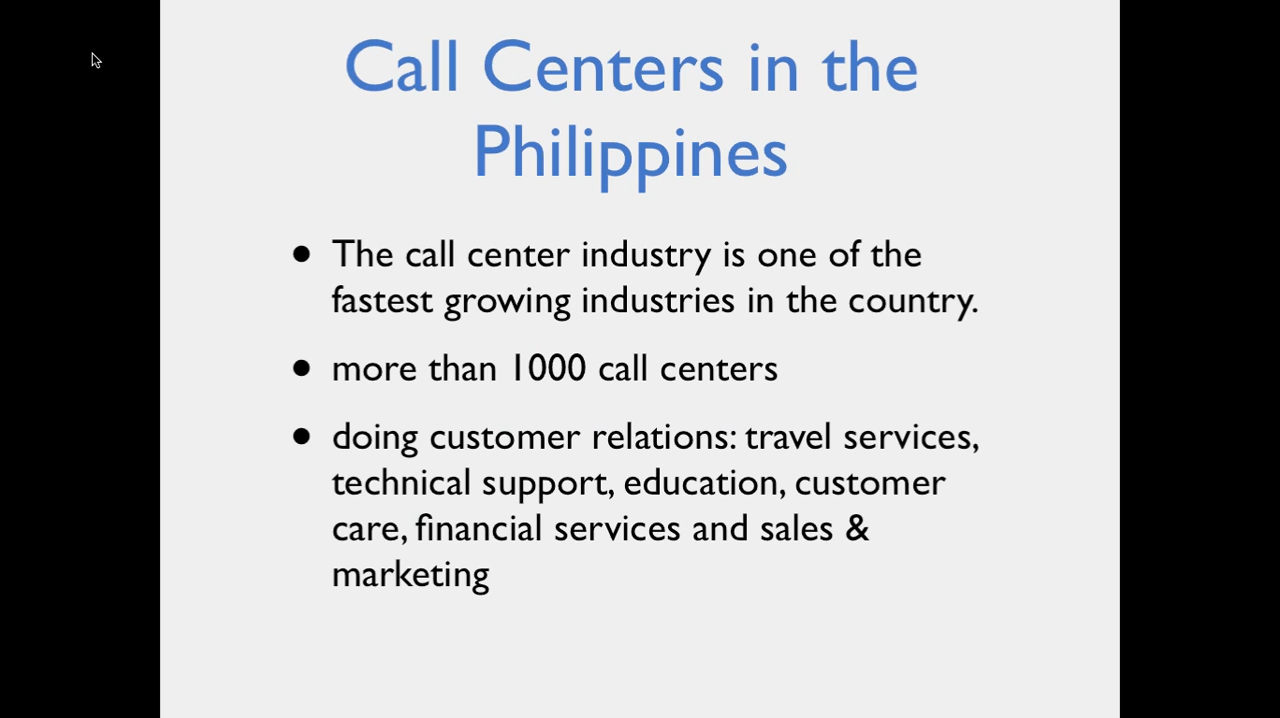 Call Centers in the
Philippines
• The call center industry is one of the
fastest growing industries in the country.
• more than 1000 call centers
• doing customer relations: travel services,
technical support, education, customer
care, financial services and sales &
marketing